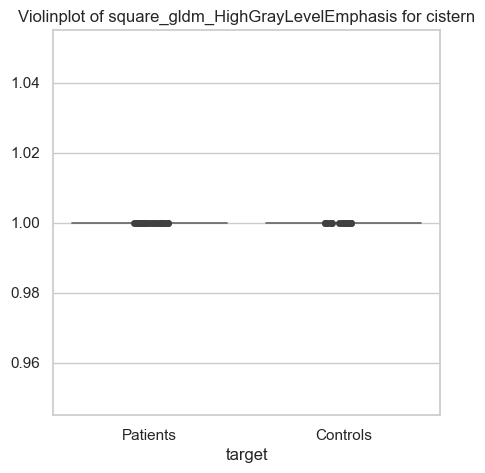 Violinplot of square_gldm_HighGrayLevelEmphasis for cistern
1.04
1.02
1.00
0.98
0.96
Patients Controls
target